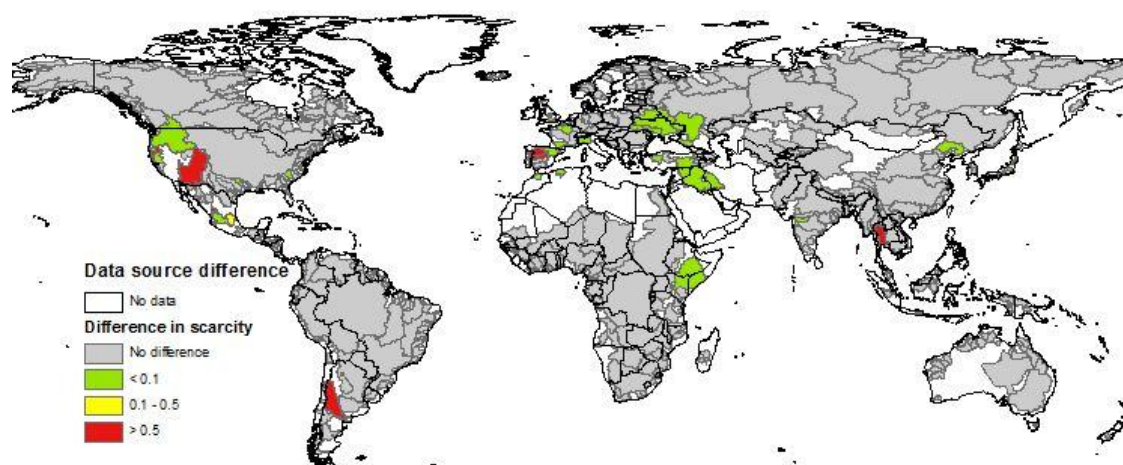 Data source difference
No data
Difference in scarcity
No difference
< 0.1
0.1 - 0.5
> 0.5